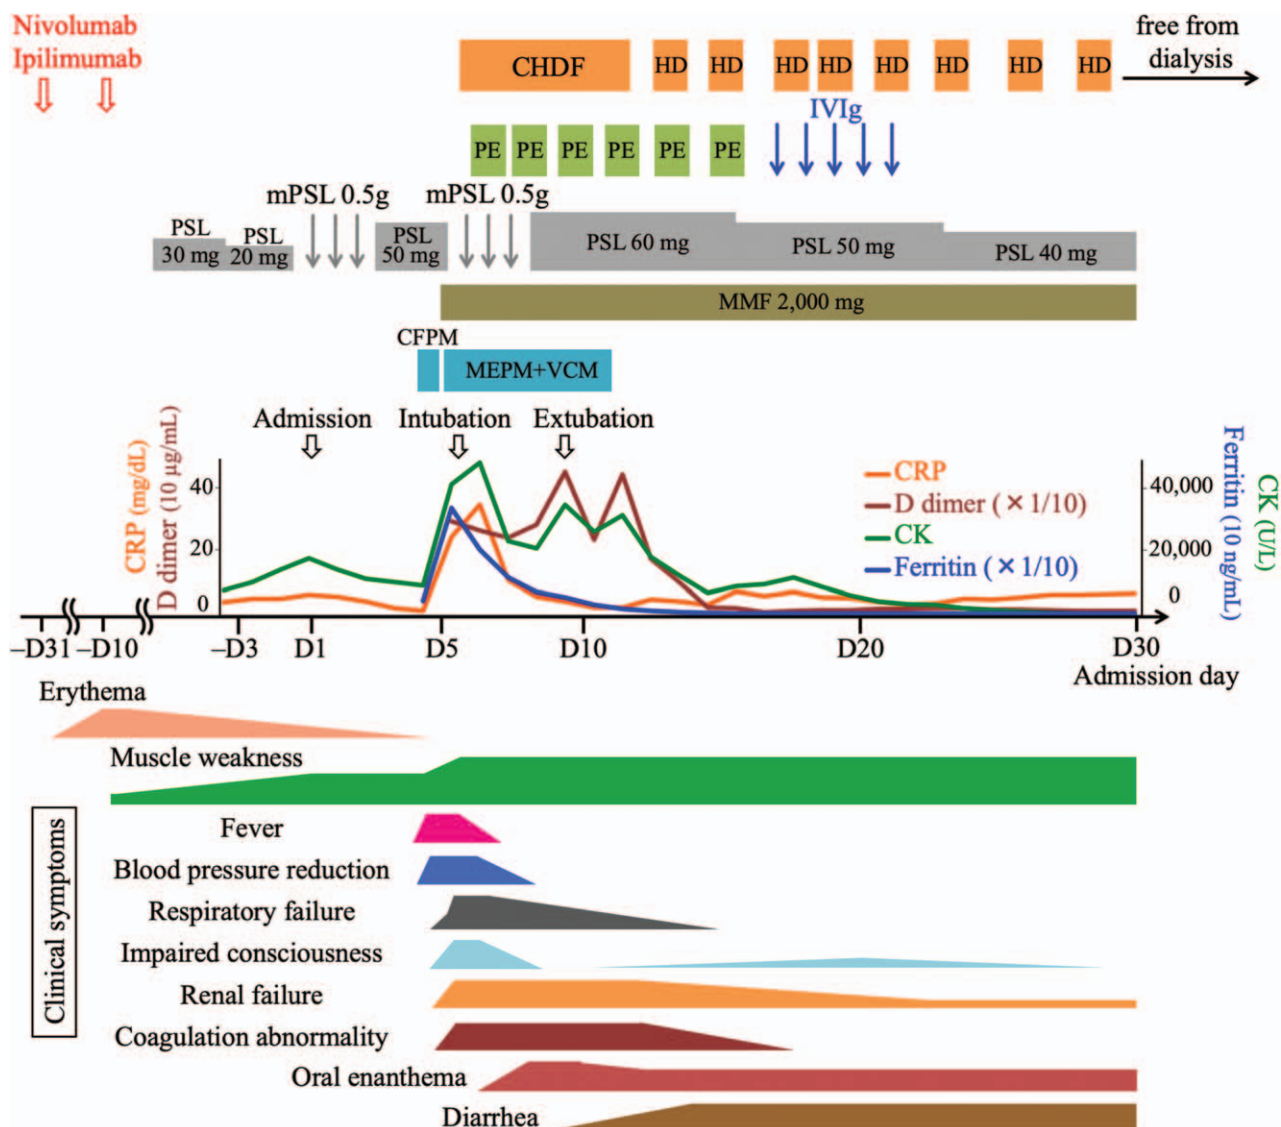 Nivolumab
Ipilimumab
free from
dialysis
CHDF HD HD HD HD HD HD HD HD
IVIg
PE PE PE PE PE PE
mPSL 0.5g mPSL 0.5g
PSL
30 mg
PSL
20 mg
PSL
50 mg
PSL 60 mg
PSL 50 mg
PSL 40 mg
MMF 2,000 mg
CFPM
MEPM+VCM
Admission Intubation Extubation
CRP (mg/dL)
D dimer (10 μg/mL)
40
20
0
CRP
D dimer (×1/10)
CK
Ferritin (×1/10)
40,000
20,000
0
Ferritin (10 ng/mL)
CK (U/L)
–D31 –D10 –D3 D1 D5 D10 D20 D30
Admission day
Erythema
Muscle weakness
Clinical symptoms
Fever
Blood pressure reduction
Respiratory failure
Impaired consciousness
Renal failure
Coagulation abnormality
Oral enanthema
Diarrhea